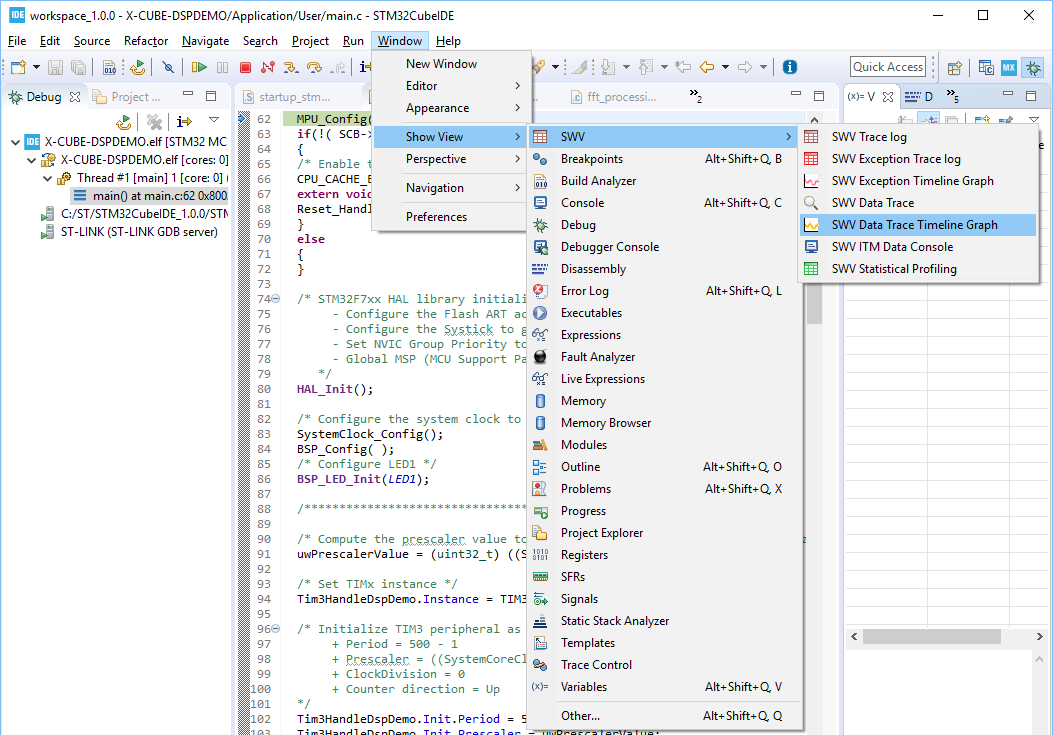 IDE workspace_1.0.0 - X-CUBE-DSPDEMO/Application/User/main.c - STM32CubeIDE
File Edit Source Refactor Navigate Search Project Run Window Help
Quick Access
MX
Debug
Project ...
startup_stm...
fft_processi...
»2
(x)= V
D
»5
X-CUBE-DSPDEMO.elf [STM32 MC
X-CUBE-DSPDEMO.elf [cores: 0]
Thread #1 [main] 1 [core: 0] (
main() at main.c:62 0x800
C:/ST/STM32CubeIDE_1.0.0/STM
ST-LINK (ST-LINK GDB server)
62 MPU_Config(
63 if(!( SCB->
64 {
65 /* Enable t
66 CPU_CACHE_E
67 extern void
68 Reset_Handl
69 }
70 else
71 {
72 }
73
74 /* STM32F7xx HAL library initiali
75 - Configure the Flash ART ac
76 - Configure the Systick to g
77 - Set NVIC Group Priority to
78 - Global MSP (MCU Support Pa
79 */
80 HAL_Init();
81
82 /* Configure the system clock to
83 SystemClock_Config();
84 BSP_Config( );
85 /* Configure LED1 */
86 BSP_LED_Init(LED1);
87
88 /*********************************
89
90 /* Compute the prescaler value to
91 uwPrescalerValue = (uint32_t) ((S
92
93 /* Set TIMx instance */
94 Tim3HandleDspDemo.Instance = TIM3
95
96 /* Initialize TIM3 peripheral as
97 + Period = 500 - 1
98 + Prescaler = ((SystemCoreCl
99 + ClockDivision = 0
100 + Counter direction = Up
101 */
102 Tim3HandleDspDemo.Init.Period = 5
103 Tim3HandleDspDemo.Init.Prescaler = uwPrescalerValue;
New Window
Editor
Appearance
Show View
Perspective
Navigation
Preferences
SWV
Breakpoints Alt+Shift+Q, B
Build Analyzer
Console Alt+Shift+Q, C
Debug
Debugger Console
Disassembly
Error Log Alt+Shift+Q, L
Executables
Expressions
Fault Analyzer
Live Expressions
Memory
Memory Browser
Modules
Outline Alt+Shift+Q, O
Problems Alt+Shift+Q, X
Progress
Project Explorer
Registers
SFRs
Signals
Static Stack Analyzer
Templates
Trace Control
Variables Alt+Shift+Q, V
Other... Alt+Shift+Q, Q
SWV Trace log
SWV Exception Trace log
SWV Exception Timeline Graph
SWV Data Trace
SWV Data Trace Timeline Graph
SWV ITM Data Console
SWV Statistical Profiling